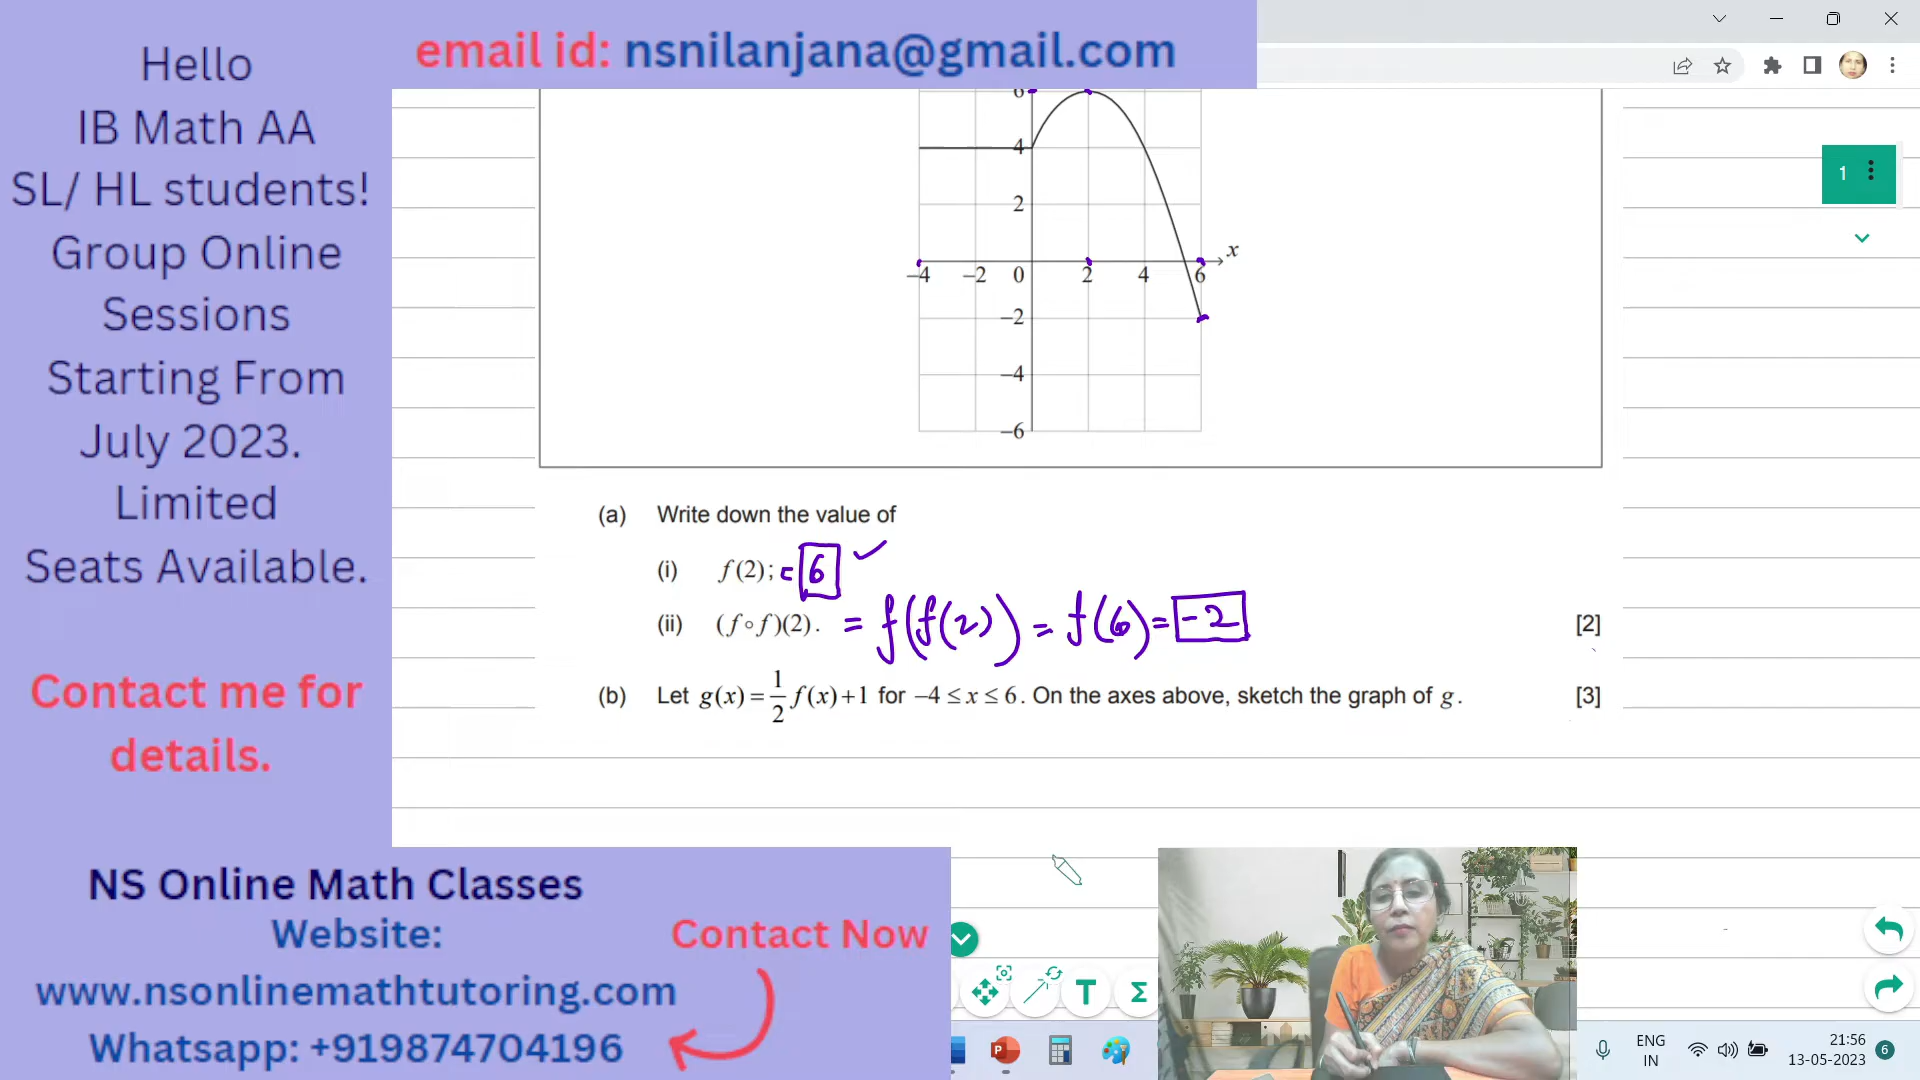 Hello
IB Math AA
SL/ HL students!
Group Online
Sessions
Starting From
July 2023.
Limited
Seats Available.
Contact me for
details.
email id: nsnilanjana@gmail.com
6
4
2
x
−4 −2 0 2 4 6
−2
−4
−6
(a) Write down the value of
(i) f(2); = 6 ✓
(ii) (f∘f)(2). = f(f(2)) = f(6) = -2 [2]
(b) Let g(x) = 1/2 f(x)+1 for −4 ≤ x ≤ 6. On the axes above, sketch the graph of g. [3]
1
NS Online Math Classes
Website:
Contact Now
www.nsonlinemathtutoring.com
Whatsapp: +919874704196
T Σ
P
ENG
IN
21:56
13-05-2023
6